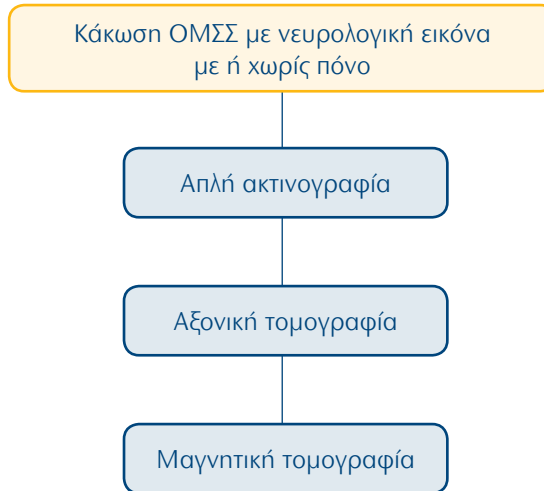 Κάκωση ΟΜΣΣ με νευρολογική εικόνα
με ή χωρίς πόνο
Απλή ακτινογραφία
Αξονική τομογραφία
Μαγνητική τομογραφία